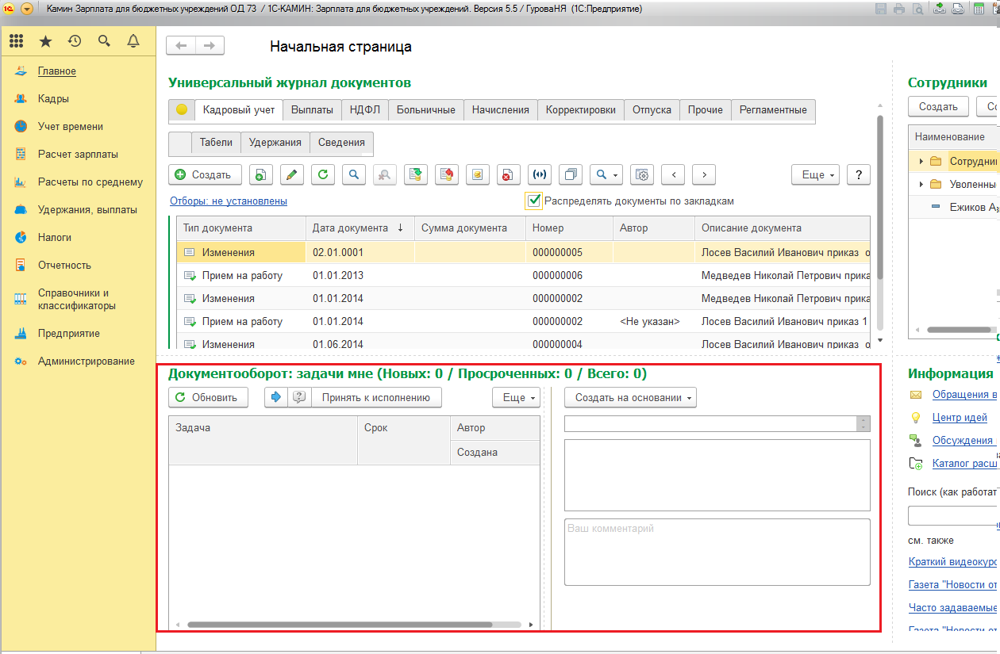 Камин Зарплата для бюджетных учреждений ОД 73 / 1С-КАМИН: Зарплата для бюджетных учреждений. Версия 5.5 / ГуроваНЯ (1С:Предприятие)
Начальная страница
Главное
Кадры
Учет времени
Расчет зарплаты
Расчеты по среднему
Удержания, выплаты
Налоги
Отчетность
Справочники и
классификаторы
Предприятие
Администрирование
Универсальный журнал документов
Кадровый учет Выплаты НДФЛ Больничные Начисления Корректировки Отпуска Прочие Регламентные
Табели Удержания Сведения
Создать Еще ?
Отборы: не установлены Распределять документы по закладкам
Тип документа Дата документа ↓ Сумма документа Номер Автор Описание документа
Изменения 02.01.0001 000000005 Лосев Василий Иванович приказ о
Прием на работу 01.01.2013 000000006 Медведев Николай Петрович прика
Изменения 01.01.2014 000000002 Медведев Николай Петрович прика
Прием на работу 01.01.2014 000000002 <Не указан> Лосев Василий Иванович приказ 1
Изменения 01.06.2014 000000004 Лосев Василий Иванович приказ о
Документооборот: задачи мне (Новых: 0 / Просроченных: 0 / Всего: 0)
Обновить Принять к исполнению Еще Создать на основании
Задача Срок Автор
Создана
Ваш комментарий
Сотрудники
Создать Со
Наименование
Сотрудни
Уволенны
Ежиков Аз
Информация
Обращения в
Центр идей
Обсуждения
Каталог расш
Поиск (как работат
см. также
Краткий видеокурс
Газета "Новости от
Часто задаваемые
Газета "Новости от